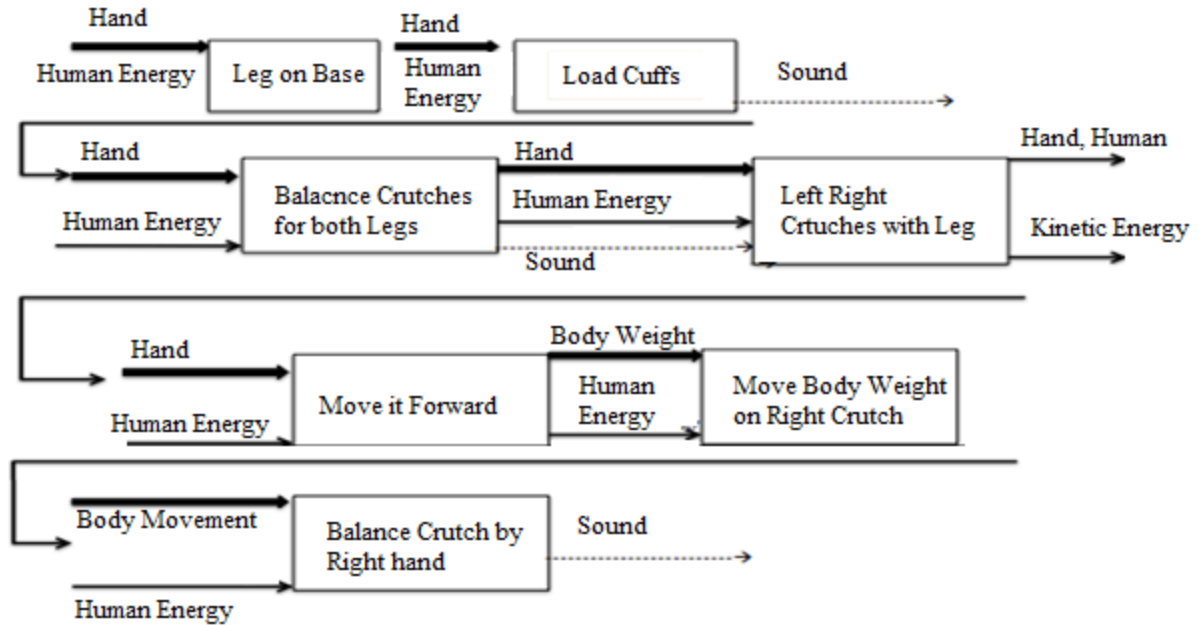 Hand
Hand
Human Energy
Leg on Base
Human
Energy
Load Cuffs
Sound
Hand
Hand
Hand, Human
Human Energy
Balacnce Crutches
for both Legs
Human Energy
Sound
Left Right
Crtuches with Leg
Kinetic Energy
Hand
Human Energy
Move it Forward
Body Weight
Human
Energy
Move Body Weight
on Right Crutch
Body Movement
Human Energy
Balance Crutch by
Right hand
Sound